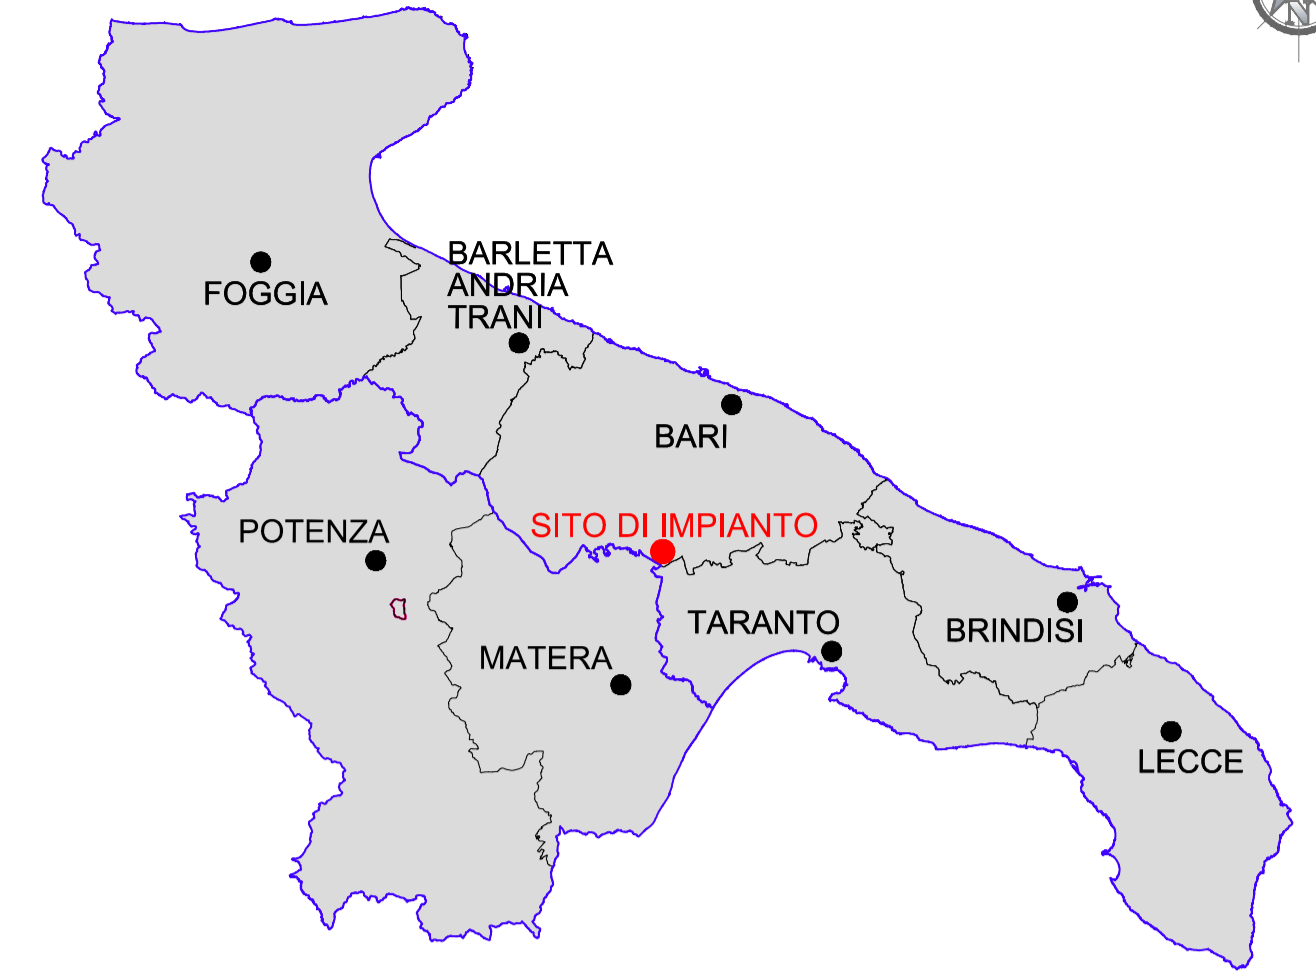 N
BARLETTA
ANDRIA
TRANI
FOGGIA
BARI
SITO DI IMPIANTO
POTENZA
TARANTO
BRINDISI
MATERA
LECCE